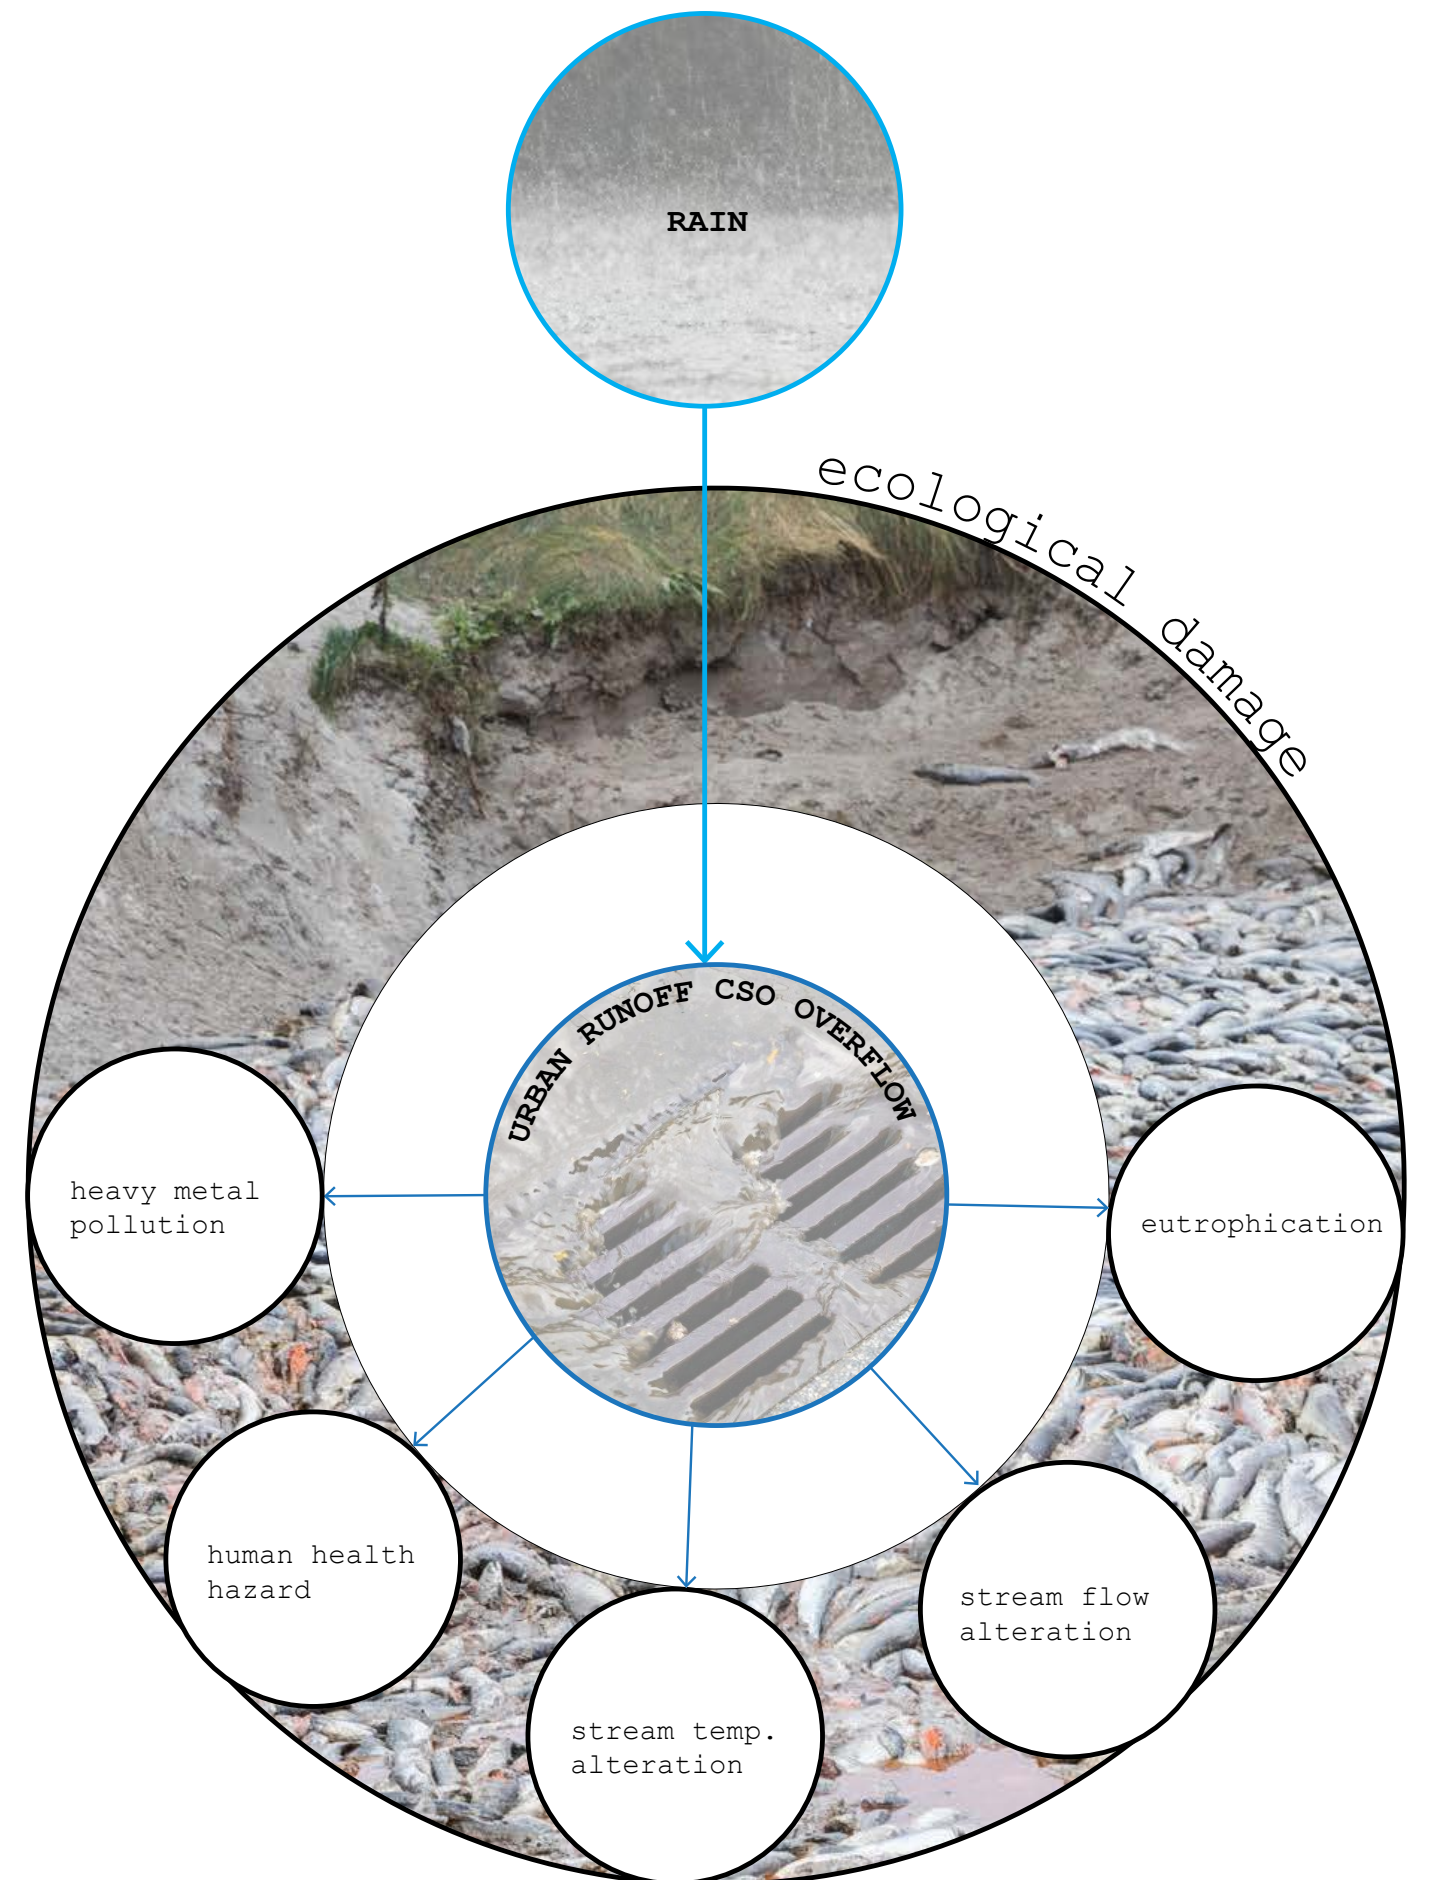 RAIN
ecological damage
URBAN RUNOFF CSO OVERFLOW
heavy metal
pollution
eutrophication
human health
hazard
stream flow
alteration
stream temp.
alteration